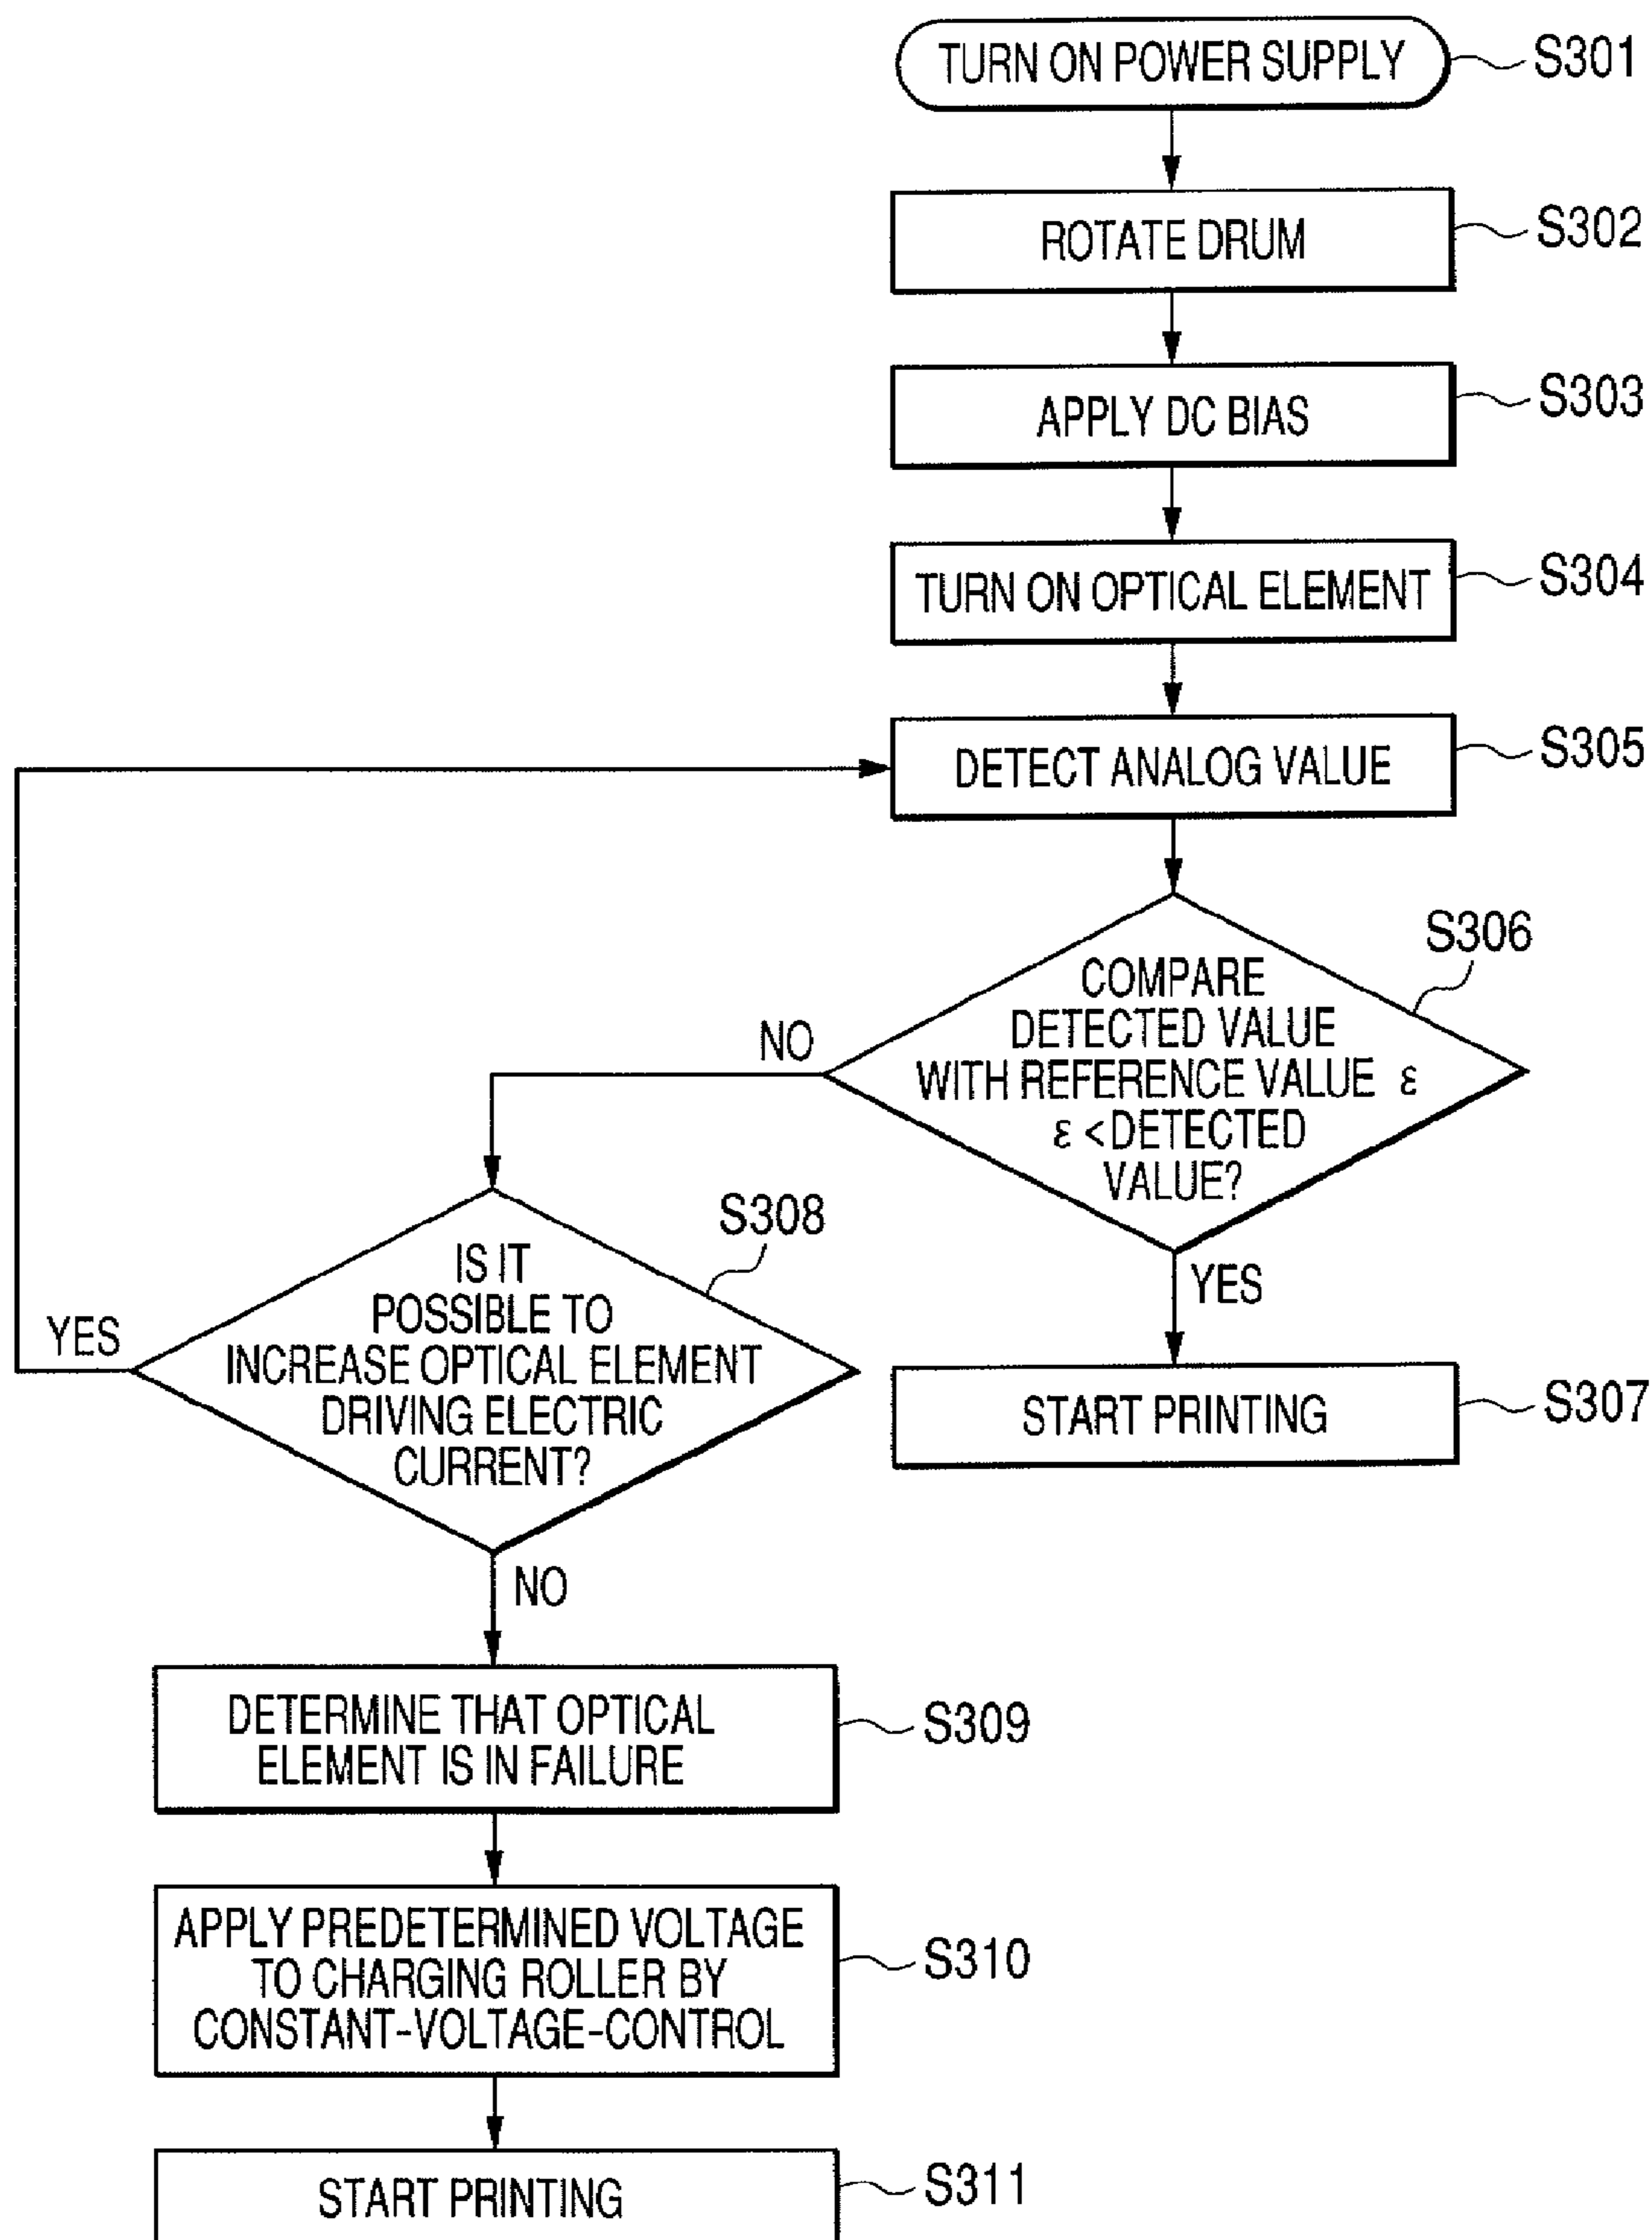 TURN ON POWER SUPPLY
S301
ROTATE DRUM
S302
APPLY DC BIAS
S303
TURN ON OPTICAL ELEMENT
S304
DETECT ANALOG VALUE
S305
S306
COMPARE
DETECTED VALUE
WITH REFERENCE VALUE ε
ε <DETECTED
VALUE?
NO
YES
START PRINTING
S307
S308
IS IT
POSSIBLE TO
INCREASE OPTICAL ELEMENT
DRIVING ELECTRIC
CURRENT?
YES
NO
DETERMINE THAT OPTICAL
ELEMENT IS IN FAILURE
S309
APPLY PREDETERMINED VOLTAGE
TO CHARGING ROLLER BY
CONSTANT-VOLTAGE-CONTROL
S310
START PRINTING
S311